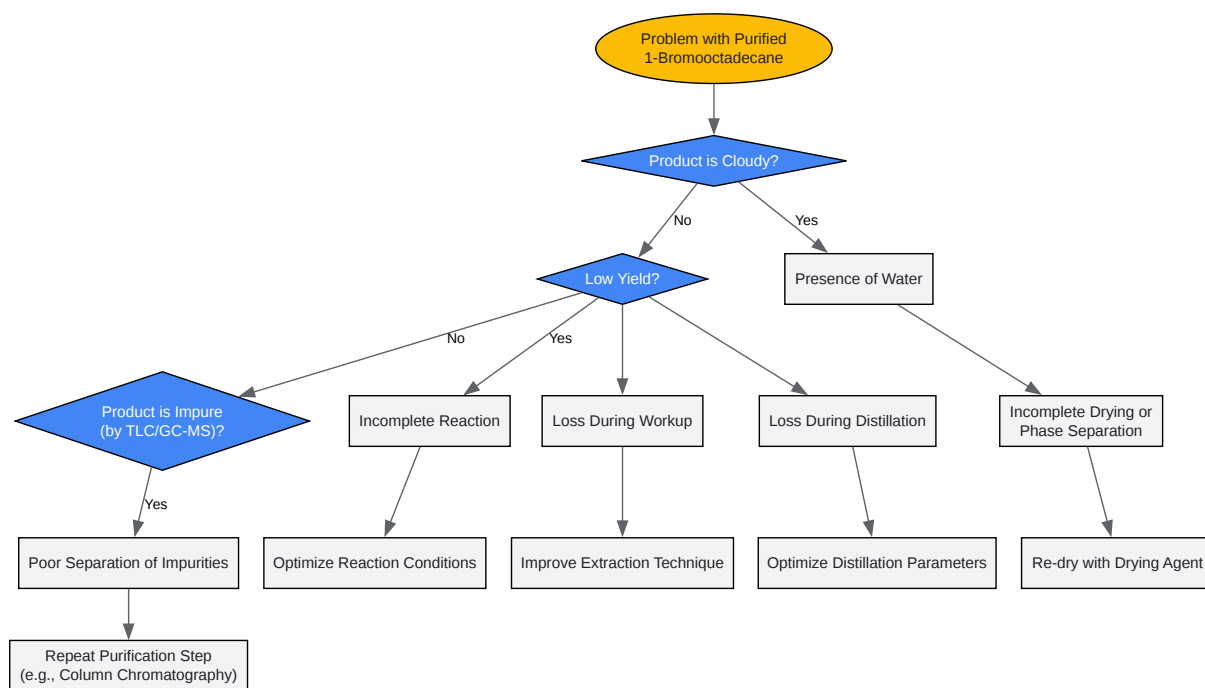 Problem with Purified
1-Bromooctadecane
Product is Cloudy?
No
Yes
Low Yield?
Presence of Water
No
Yes
Product is Impure
(by TLC/GC-MS)?
Incomplete Reaction
Loss During Workup
Loss During Distillation
Incomplete Drying or
Phase Separation
Yes
Poor Separation of Impurities
Optimize Reaction Conditions
Improve Extraction Technique
Optimize Distillation Parameters
Re-dry with Drying Agent
Repeat Purification Step
(e.g., Column Chromatography)